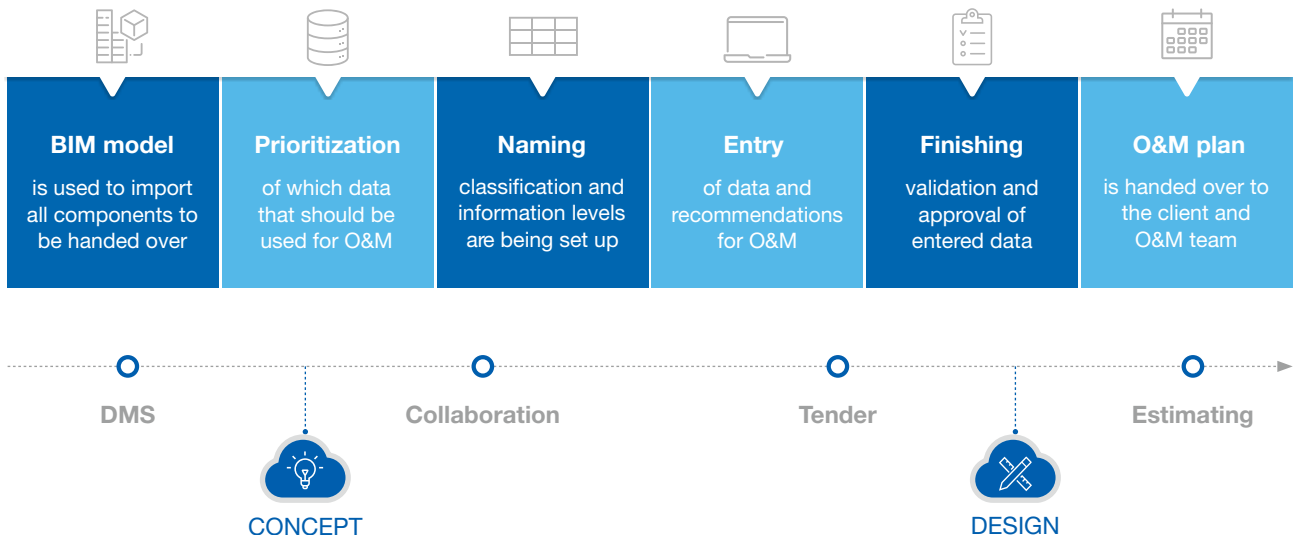 BIM model
is used to import
all components to
be handed over
Prioritization
of which data
that should be
used for O&M
Naming
classification and
information levels
are being set up
Entry
of data and
recommendations
for O&M
Finishing
validation and
approval of
entered data
O&M plan
is handed over to
the client and
O&M team
DMS
Collaboration
Tender
Estimating
CONCEPT
DESIGN